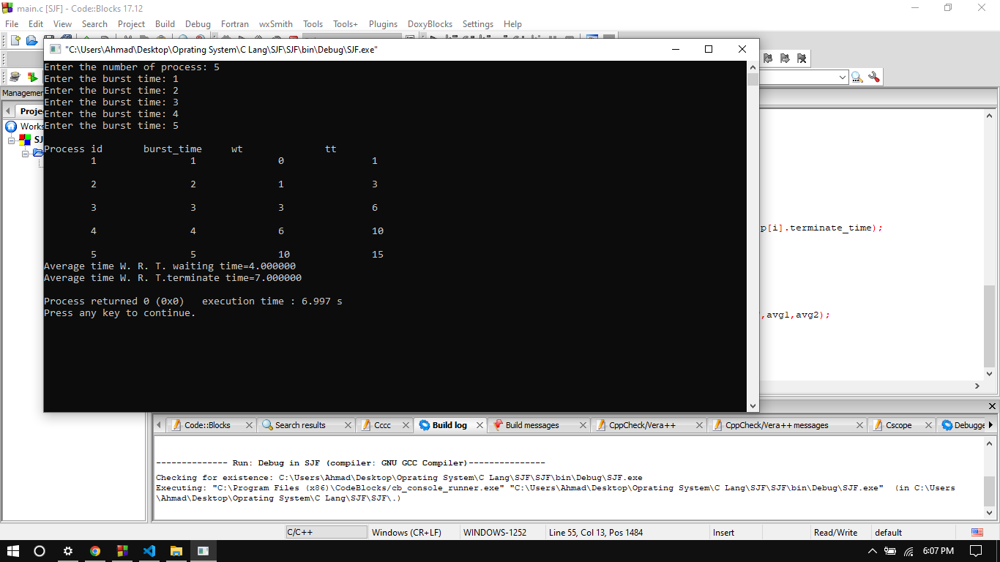 main.c [SJF] - Code::Blocks 17.12
File Edit View Search Project Build Debug Fortran wxSmith Tools Tools+ Plugins DoxyBlocks Settings Help
"C:\Users\Ahmad\Desktop\Oprating System\C Lang\SJF\SJF\bin\Debug\SJF.exe"
Enter the number of process: 5
Enter the burst time: 1
Enter the burst time: 2
Enter the burst time: 3
Enter the burst time: 4
Enter the burst time: 5
Process id burst_time wt tt
1 1 0 1
2 2 1 3
3 3 3 6
4 4 6 10
5 5 10 15
Average time W. R. T. waiting time=4.000000
Average time W. R. T.terminate time=7.000000
Process returned 0 (0x0) execution time : 6.997 s
Press any key to continue.
Managemen
Proje
Works
SJ
p[i].terminate_time);
,avg1,avg2);
Code::Blocks Search results Cccc Build log Build messages CppCheck/Vera++ CppCheck/Vera++ messages Cscope Debugge
-------------- Run: Debug in SJF (compiler: GNU GCC Compiler)---------------
Checking for existence: C:\Users\Ahmad\Desktop\Oprating System\C Lang\SJF\SJF\bin\Debug\SJF.exe
Executing: "C:\Program Files (x86)\CodeBlocks/cb_console_runner.exe" "C:\Users\Ahmad\Desktop\Oprating System\C Lang\SJF\SJF\bin\Debug\SJF.exe" (in C:\Users
\Ahmad\Desktop\Oprating System\C Lang\SJF\SJF\.)
C/C++ Windows (CR+LF) WINDOWS-1252 Line 55, Col 13, Pos 1484 Insert Read/Write default
6:07 PM